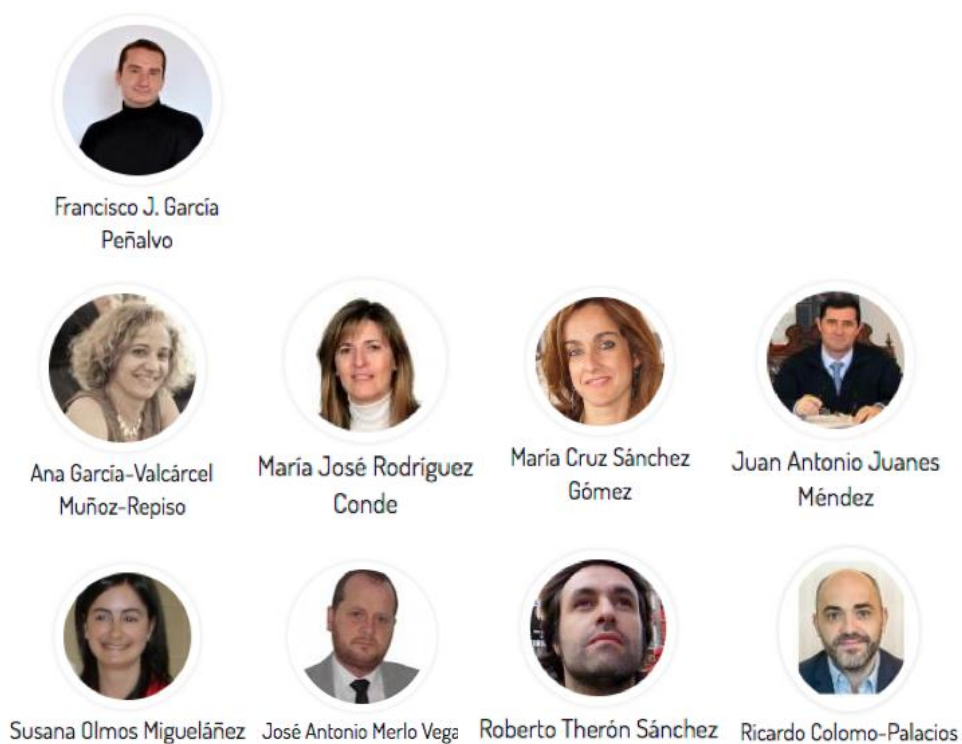 Francisco J. García
Peñalvo
Ana García-Valcárcel
Muñoz-Repiso
María José Rodríguez
Conde
María Cruz Sánchez
Gómez
Juan Antonio Juanes
Méndez
Susana Olmos Migueláñez
José Antonio Merlo Vega
Roberto Therón Sánchez
Ricardo Colomo-Palacios